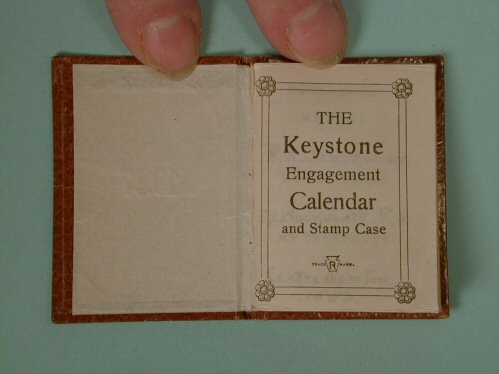 THE
Keystone
Engagement
Calendar
and Stamp Case
TRADE R MARK.